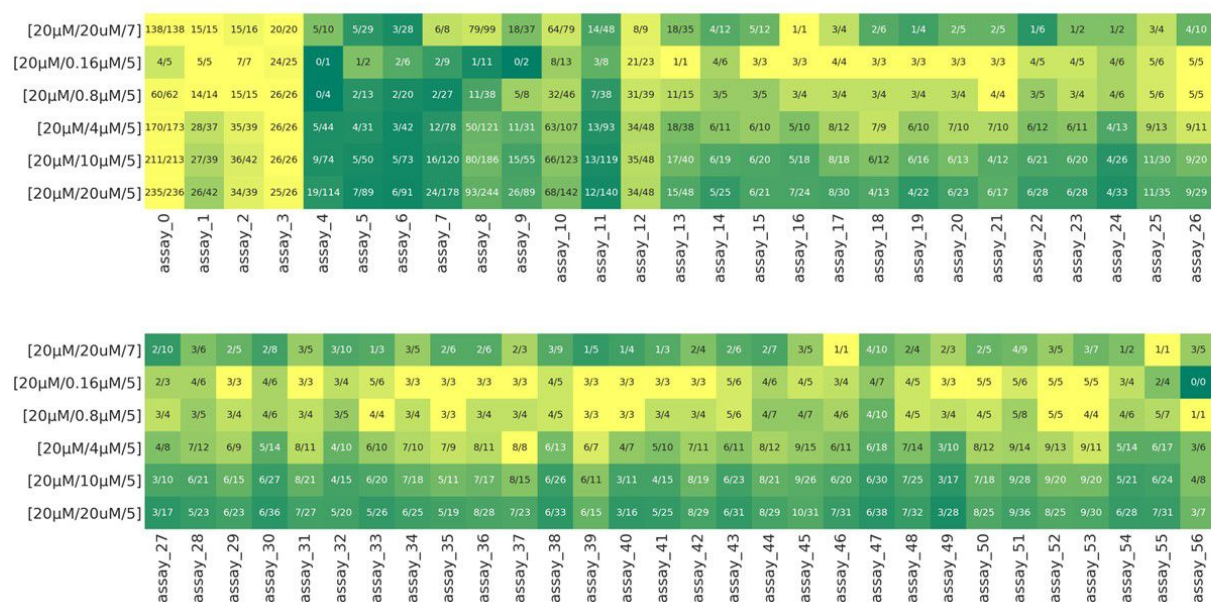 [20µM/20uM/7] 138/138 15/15 15/16 20/20 5/10 5/29 3/28 6/8 79/99 18/37 64/79 14/48 8/9 18/35 4/12 5/12 1/1 3/4 2/6 1/4 2/5 2/5 1/6 1/2 1/2 3/4 4/10
[20µM/0.16µM/5] 4/5 5/5 7/7 24/25 0/1 1/2 2/6 2/9 1/11 0/2 8/13 3/8 21/23 1/1 4/6 3/3 3/3 4/4 3/3 3/3 3/3 3/3 4/5 4/5 4/6 5/6 5/5
[20µM/0.8µM/5] 60/62 14/14 15/15 26/26 0/4 2/13 2/20 2/27 11/38 5/8 32/46 7/38 31/39 11/15 3/5 3/5 3/4 3/4 3/4 3/4 3/4 4/4 3/5 3/4 4/6 5/6 5/5
[20µM/4µM/5] 170/173 28/37 35/39 26/26 5/44 4/31 3/42 12/78 50/121 11/31 63/107 13/93 34/48 18/38 6/11 6/10 5/10 8/12 7/9 6/10 7/10 7/10 6/12 6/11 4/13 9/13 9/11
[20µM/10µM/5] 211/213 27/39 36/42 26/26 9/74 5/50 5/73 16/120 80/186 15/55 66/123 13/119 35/48 17/40 6/19 6/20 5/18 8/18 6/12 6/16 6/13 4/12 6/21 6/20 4/26 11/30 9/20
[20µM/20uM/5] 235/236 26/42 34/39 25/26 19/114 7/89 6/91 24/178 93/244 26/89 68/142 12/140 34/48 15/48 5/25 6/21 7/24 8/30 4/13 4/22 6/23 6/17 6/28 6/28 4/33 11/35 9/29
assay_0 assay_1 assay_2 assay_3 assay_4 assay_5 assay_6 assay_7 assay_8 assay_9 assay_10 assay_11 assay_12 assay_13 assay_14 assay_15 assay_16 assay_17 assay_18 assay_19 assay_20 assay_21 assay_22 assay_23 assay_24 assay_25 assay_26
[20µM/20uM/7] 2/10 3/6 2/5 2/8 3/5 3/10 1/3 3/5 2/6 2/6 2/3 3/9 1/5 1/4 1/3 2/4 2/6 2/7 3/5 1/1 4/10 2/4 2/3 2/5 4/9 3/5 3/7 1/2 1/1 3/5
[20µM/0.16µM/5] 2/3 4/6 3/3 4/6 3/3 3/4 5/6 3/3 3/3 3/3 3/3 4/5 3/3 3/3 3/3 3/3 5/6 4/6 4/5 3/4 4/7 4/5 3/3 5/5 5/6 5/5 5/5 3/4 2/4 0/0
[20µM/0.8µM/5] 3/4 3/5 3/4 4/6 3/4 3/5 4/4 3/4 3/3 3/4 3/4 4/5 3/3 3/3 3/4 3/4 5/6 4/7 4/7 4/6 4/10 4/5 3/4 4/5 5/8 5/5 4/4 4/6 5/7 1/1
[20µM/4µM/5] 4/8 7/12 6/9 5/14 8/11 4/10 6/10 7/10 7/9 8/11 8/8 6/13 6/7 4/7 5/10 7/11 6/11 8/12 9/15 6/11 6/18 7/14 3/10 8/12 9/14 9/13 9/11 5/14 6/17 3/6
[20µM/10µM/5] 3/10 6/21 6/15 6/27 8/21 4/15 6/20 7/18 5/11 7/17 8/15 6/26 6/11 3/11 4/15 8/19 6/23 8/21 9/26 6/20 6/30 7/25 3/17 7/18 9/28 9/20 9/20 5/21 6/24 4/8
[20µM/20uM/5] 3/17 5/23 6/23 6/36 7/27 5/20 5/26 6/25 5/19 8/28 7/23 6/33 6/15 3/16 5/25 8/29 6/31 8/29 10/31 7/31 6/38 7/32 3/28 8/25 9/36 8/25 9/30 6/28 7/31 3/7
assay_27 assay_28 assay_29 assay_30 assay_31 assay_32 assay_33 assay_34 assay_35 assay_36 assay_37 assay_38 assay_39 assay_40 assay_41 assay_42 assay_43 assay_44 assay_45 assay_46 assay_47 assay_48 assay_49 assay_50 assay_51 assay_52 assay_53 assay_54 assay_55 assay_56